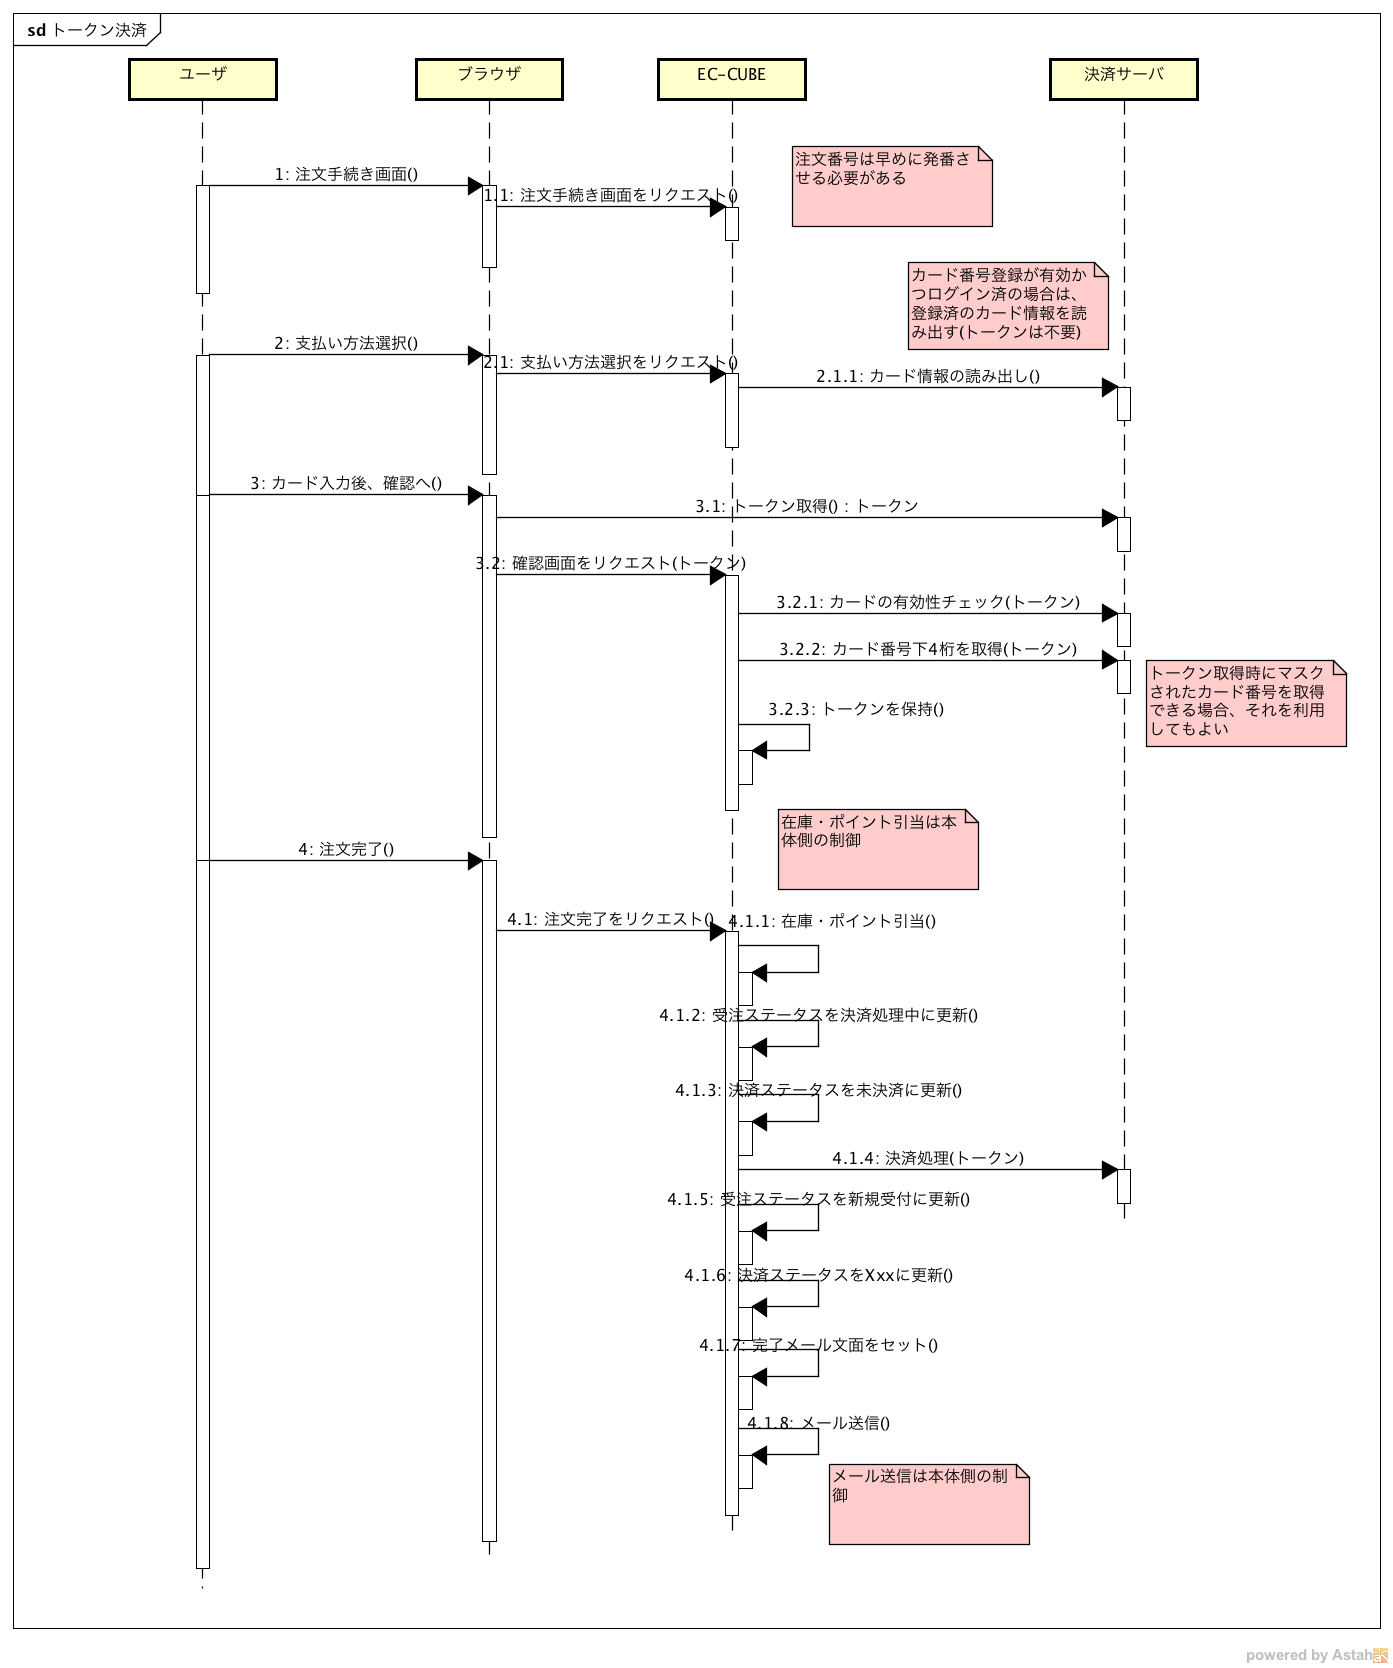 sd トークン決済
ユーザ
ブラウザ
EC-CUBE
決済サーバ
注文番号は早めに発番さ
せる必要がある
1: 注文手続き画面()
1.1: 注文手続き画面をリクエスト()
カード番号登録が有効か
つログイン済の場合は、
登録済のカード情報を読
み出す(トークンは不要)
2: 支払い方法選択()
2.1: 支払い方法選択をリクエスト()
2.1.1: カード情報の読み出し()
3: カード入力後、確認へ()
3.1: トークン取得() : トークン
3.2: 確認画面をリクエスト(トークン)
3.2.1: カードの有効性チェック(トークン)
3.2.2: カード番号下4桁を取得(トークン)
トークン取得時にマスク
されたカード番号を取得
できる場合、それを利用
してもよい
3.2.3: トークンを保持()
在庫・ポイント引当は本
体側の制御
4: 注文完了()
4.1: 注文完了をリクエスト()
4.1.1: 在庫・ポイント引当()
4.1.2: 受注ステータスを決済処理中に更新()
4.1.3: 決済ステータスを未決済に更新()
4.1.4: 決済処理(トークン)
4.1.5: 受注ステータスを新規受付に更新()
4.1.6: 決済ステータスをXxxに更新()
4.1.7: 完了メール文面をセット()
4.1.8: メール送信()
メール送信は本体側の制
御
powered by Astah